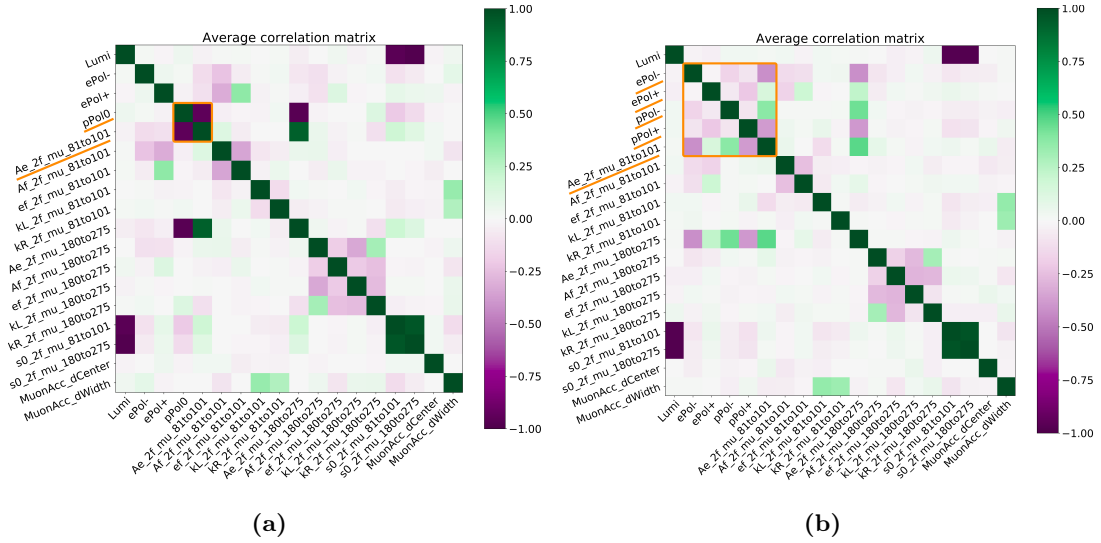 Average correlation matrix
Lumi
ePol-
ePol+
pPol0
Ae_2f_mu_81to101
Af_2f_mu_81to101
ef_2f_mu_81to101
kL_2f_mu_81to101
kR_2f_mu_81to101
Ae_2f_mu_180to275
Af_2f_mu_180to275
ef_2f_mu_180to275
kL_2f_mu_180to275
kR_2f_mu_180to275
s0_2f_mu_81to101
s0_2f_mu_180to275
MuonAcc_dCenter
MuonAcc_dWidth
Lumi
ePol-
ePol+
pPol0
Ae_2f_mu_81to101
Af_2f_mu_81to101
ef_2f_mu_81to101
kL_2f_mu_81to101
kR_2f_mu_81to101
Ae_2f_mu_180to275
Af_2f_mu_180to275
ef_2f_mu_180to275
kL_2f_mu_180to275
kR_2f_mu_180to275
s0_2f_mu_81to101
s0_2f_mu_180to275
MuonAcc_dCenter
MuonAcc_dWidth
1.00
0.75
0.50
0.25
0.00
−0.25
−0.50
−0.75
−1.00
(a)
Average correlation matrix
Lumi
ePol-
ePol+
pPol-
pPol+
Ae_2f_mu_81to101
Af_2f_mu_81to101
ef_2f_mu_81to101
kL_2f_mu_81to101
kR_2f_mu_81to101
Ae_2f_mu_180to275
Af_2f_mu_180to275
ef_2f_mu_180to275
kL_2f_mu_180to275
kR_2f_mu_180to275
s0_2f_mu_81to101
s0_2f_mu_180to275
MuonAcc_dCenter
MuonAcc_dWidth
Lumi
ePol-
ePol+
pPol-
pPol+
Ae_2f_mu_81to101
Af_2f_mu_81to101
ef_2f_mu_81to101
kL_2f_mu_81to101
kR_2f_mu_81to101
Ae_2f_mu_180to275
Af_2f_mu_180to275
ef_2f_mu_180to275
kL_2f_mu_180to275
kR_2f_mu_180to275
s0_2f_mu_81to101
s0_2f_mu_180to275
MuonAcc_dCenter
MuonAcc_dWidth
1.00
0.75
0.50
0.25
0.00
−0.25
−0.50
−0.75
−1.00
(b)